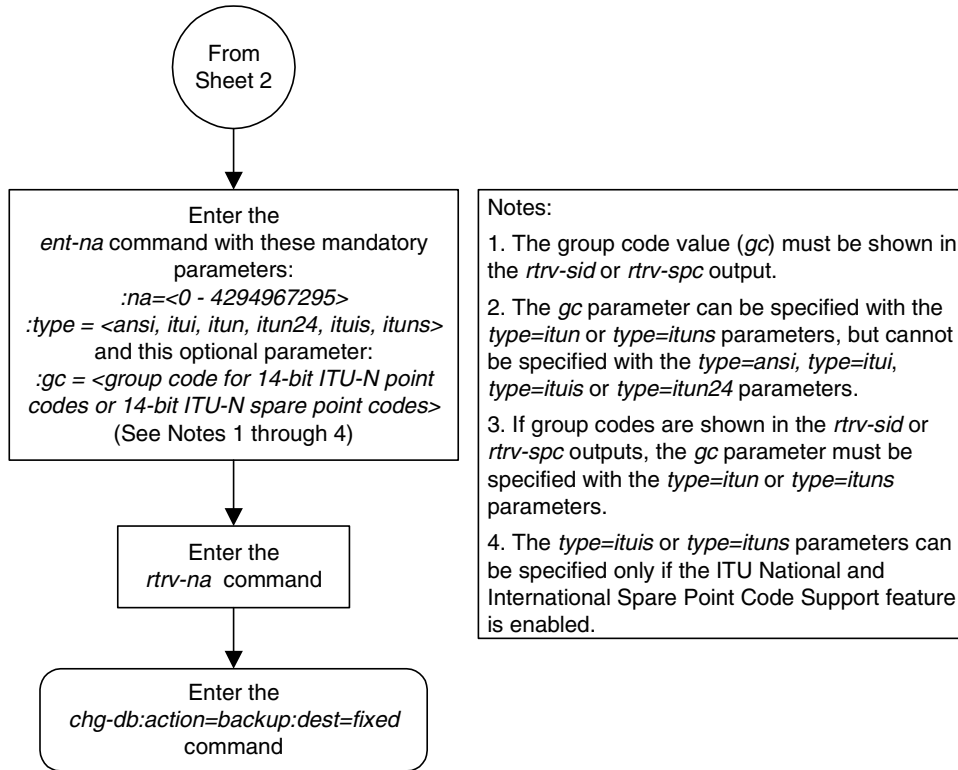 From
Sheet 2
Enter the
ent-na command with these mandatory
parameters:
:na=<0 - 4294967295>
:type = <ansi, itui, itun, itun24, ituis, ituns>
and this optional parameter:
:gc = <group code for 14-bit ITU-N point
codes or 14-bit ITU-N spare point codes>
(See Notes 1 through 4)
Enter the
rtrv-na command
Enter the
chg-db:action=backup:dest=fixed
command
Notes:
1. The group code value (gc) must be shown in
the rtrv-sid or rtrv-spc output.
2. The gc parameter can be specified with the
type=itun or type=ituns parameters, but cannot
be specified with the type=ansi, type=itui,
type=ituis or type=itun24 parameters.
3. If group codes are shown in the rtrv-sid or
rtrv-spc outputs, the gc parameter must be
specified with the type=itun or type=ituns
parameters.
4. The type=ituis or type=ituns parameters can
be specified only if the ITU National and
International Spare Point Code Support feature
is enabled.